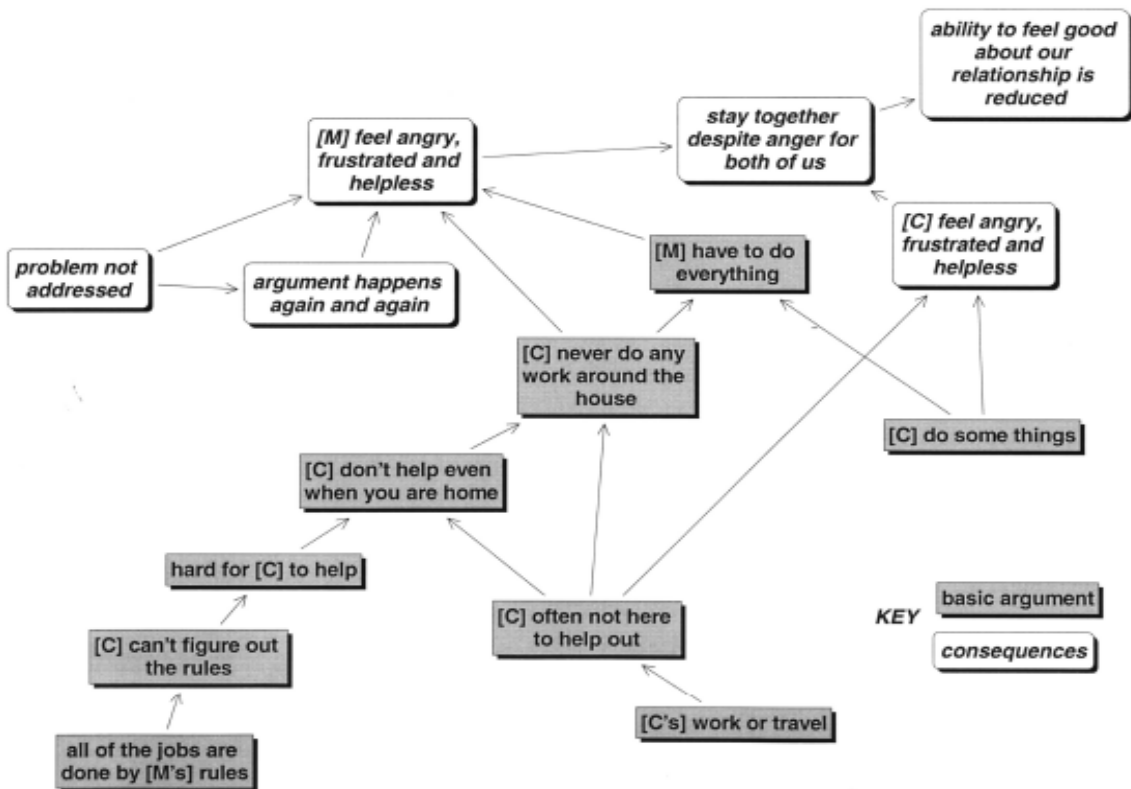 ability to feel good
about our
relationship is
reduced
stay together
despite anger for
both of us
[M] feel angry,
frustrated and
helpless
[C] feel angry,
frustrated and
helpless
[M] have to do
everything
problem not
addressed
argument happens
again and again
[C] never do any
work around the
house
[C] do some things
[C] don't help even
when you are home
hard for [C] to help
[C] often not here
to help out
KEY
basic argument
consequences
[C] can't figure out
the rules
[C's] work or travel
all of the jobs are
done by [M's] rules